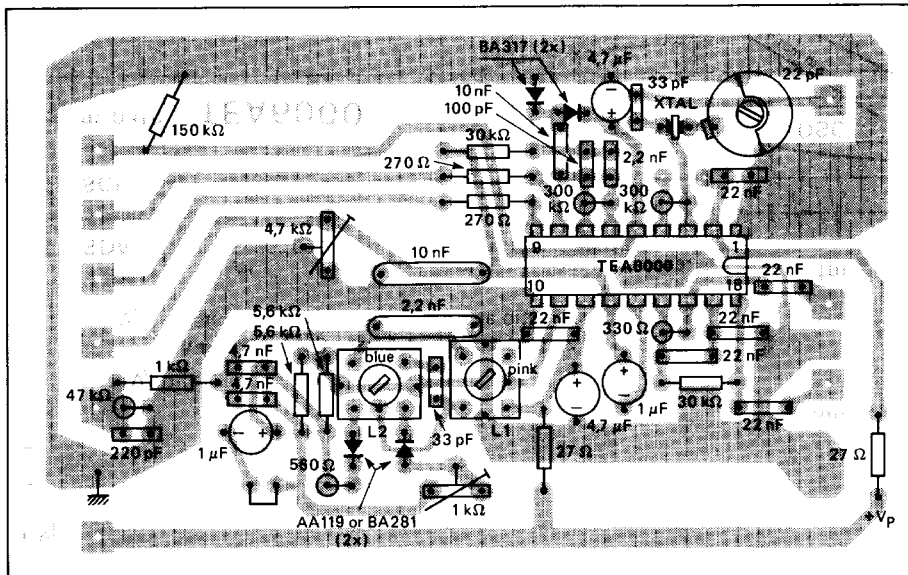 BA317 (2x)
4,7 µF
33 pF
22 pF
10 nF
100 pF
XTAL
150 kΩ
TEA6000
30 kΩ
270 Ω
2,2 nF
300 kΩ
300 kΩ
22 nF
270 Ω
4,7 kΩ
9
1
10 nF
TEA6000
10
18
22 nF
2,2 nF
5,6 kΩ
5,6 kΩ
22 nF
330 Ω
22 nF
1 kΩ
4,7 nF
blue
pink
22 nF
47 kΩ
4,7 nF
30 kΩ
L2
L1
1 µF
220 pF
1 µF
33 pF
4,7 µF
22 nF
560 Ω
27 Ω
27 Ω
AA119 or BA281
(2x)
1 kΩ
+VP